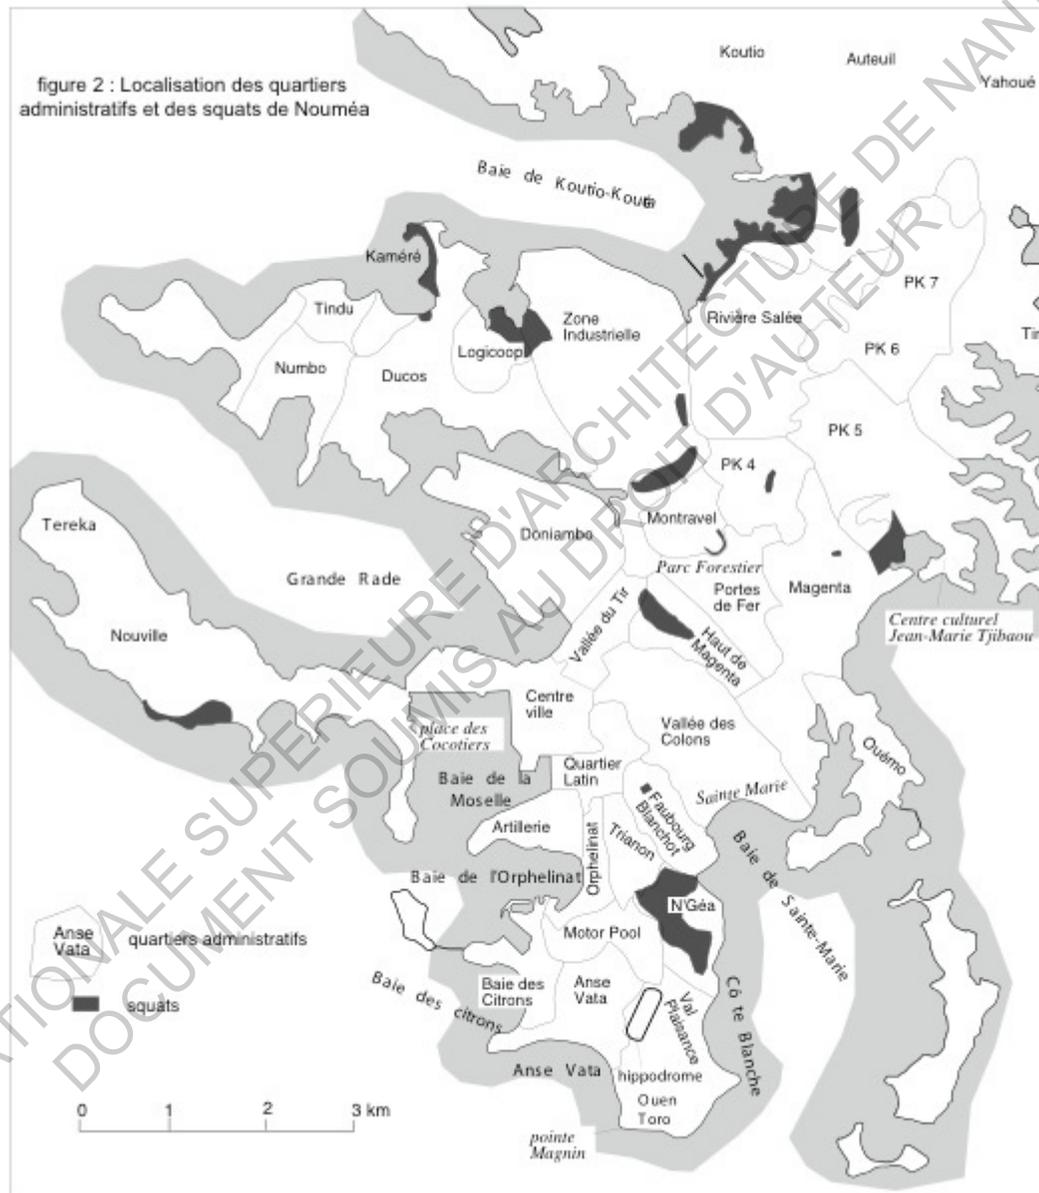 figure 2 : Localisation des quartiers
administratifs et des squats de Nouméa
Koutio
Auteuil
Yahoué
Baie de Koutio-Kouta
Kaméré
Tindu
Numbo
Ducos
Logicoop
Zone
Industrielle
Rivière Salée
PK 7
PK 6
PK 5
PK 4
Montravel
Doniambo
Tereka
Nouville
Grande Rade
Parc Forestier
Portes
de Fer
Magenta
Centre culturel
Jean-Marie Tjibaou
Vallée du Tir
Haut de
Magenta
Centre
ville
place des
Cocotiers
Vallée des
Colons
Ouémo
Quartier
Latin
Sainte Marie
Baie de la
Moselle
Faubourg
Blanchot
Artillerie
Trianon
Orphelinat
Baie de l'Orphelinat
Baie de Sainte-Marie
N'Géa
Motor Pool
Anse
Vata
quartiers administratifs
squats
Baie des citrons
Baie des
Citrons
Anse
Vata
Val
Plaisance
Cô te Blanche
Anse Vata
hippodrome
Ouen
Toro
pointe
Magnin
0 1 2 3 km
NATIONALE SUPERIEURE D'ARCHITECTURE DE NAN
DOCUMENT SOUMIS AU DROIT D'AUTEUR